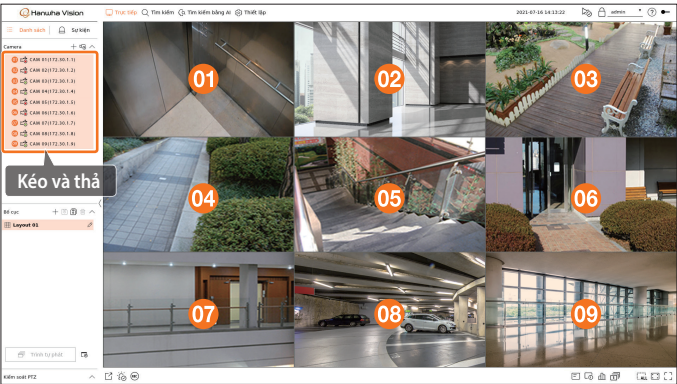 Hanwha Vision
Trực tiếp
Tìm kiếm
Tìm kiếm bằng AI
Thiết lập
2021-07-16 14:13:22
admin
Danh sách
Sự kiện
Camera
CAM 01(172.30.1.1)
CAM 02(172.30.1.2)
CAM 03(172.30.1.3)
CAM 04(172.30.1.4)
CAM 05(172.30.1.5)
CAM 06(172.30.1.6)
CAM 07(172.30.1.7)
CAM 08(172.30.1.8)
CAM 09(172.30.1.9)
Kéo và thả
Bố cục
Layout 01
01
02
03
04
05
06
07
08
09
Trình tự phát
Kiểm soát PTZ